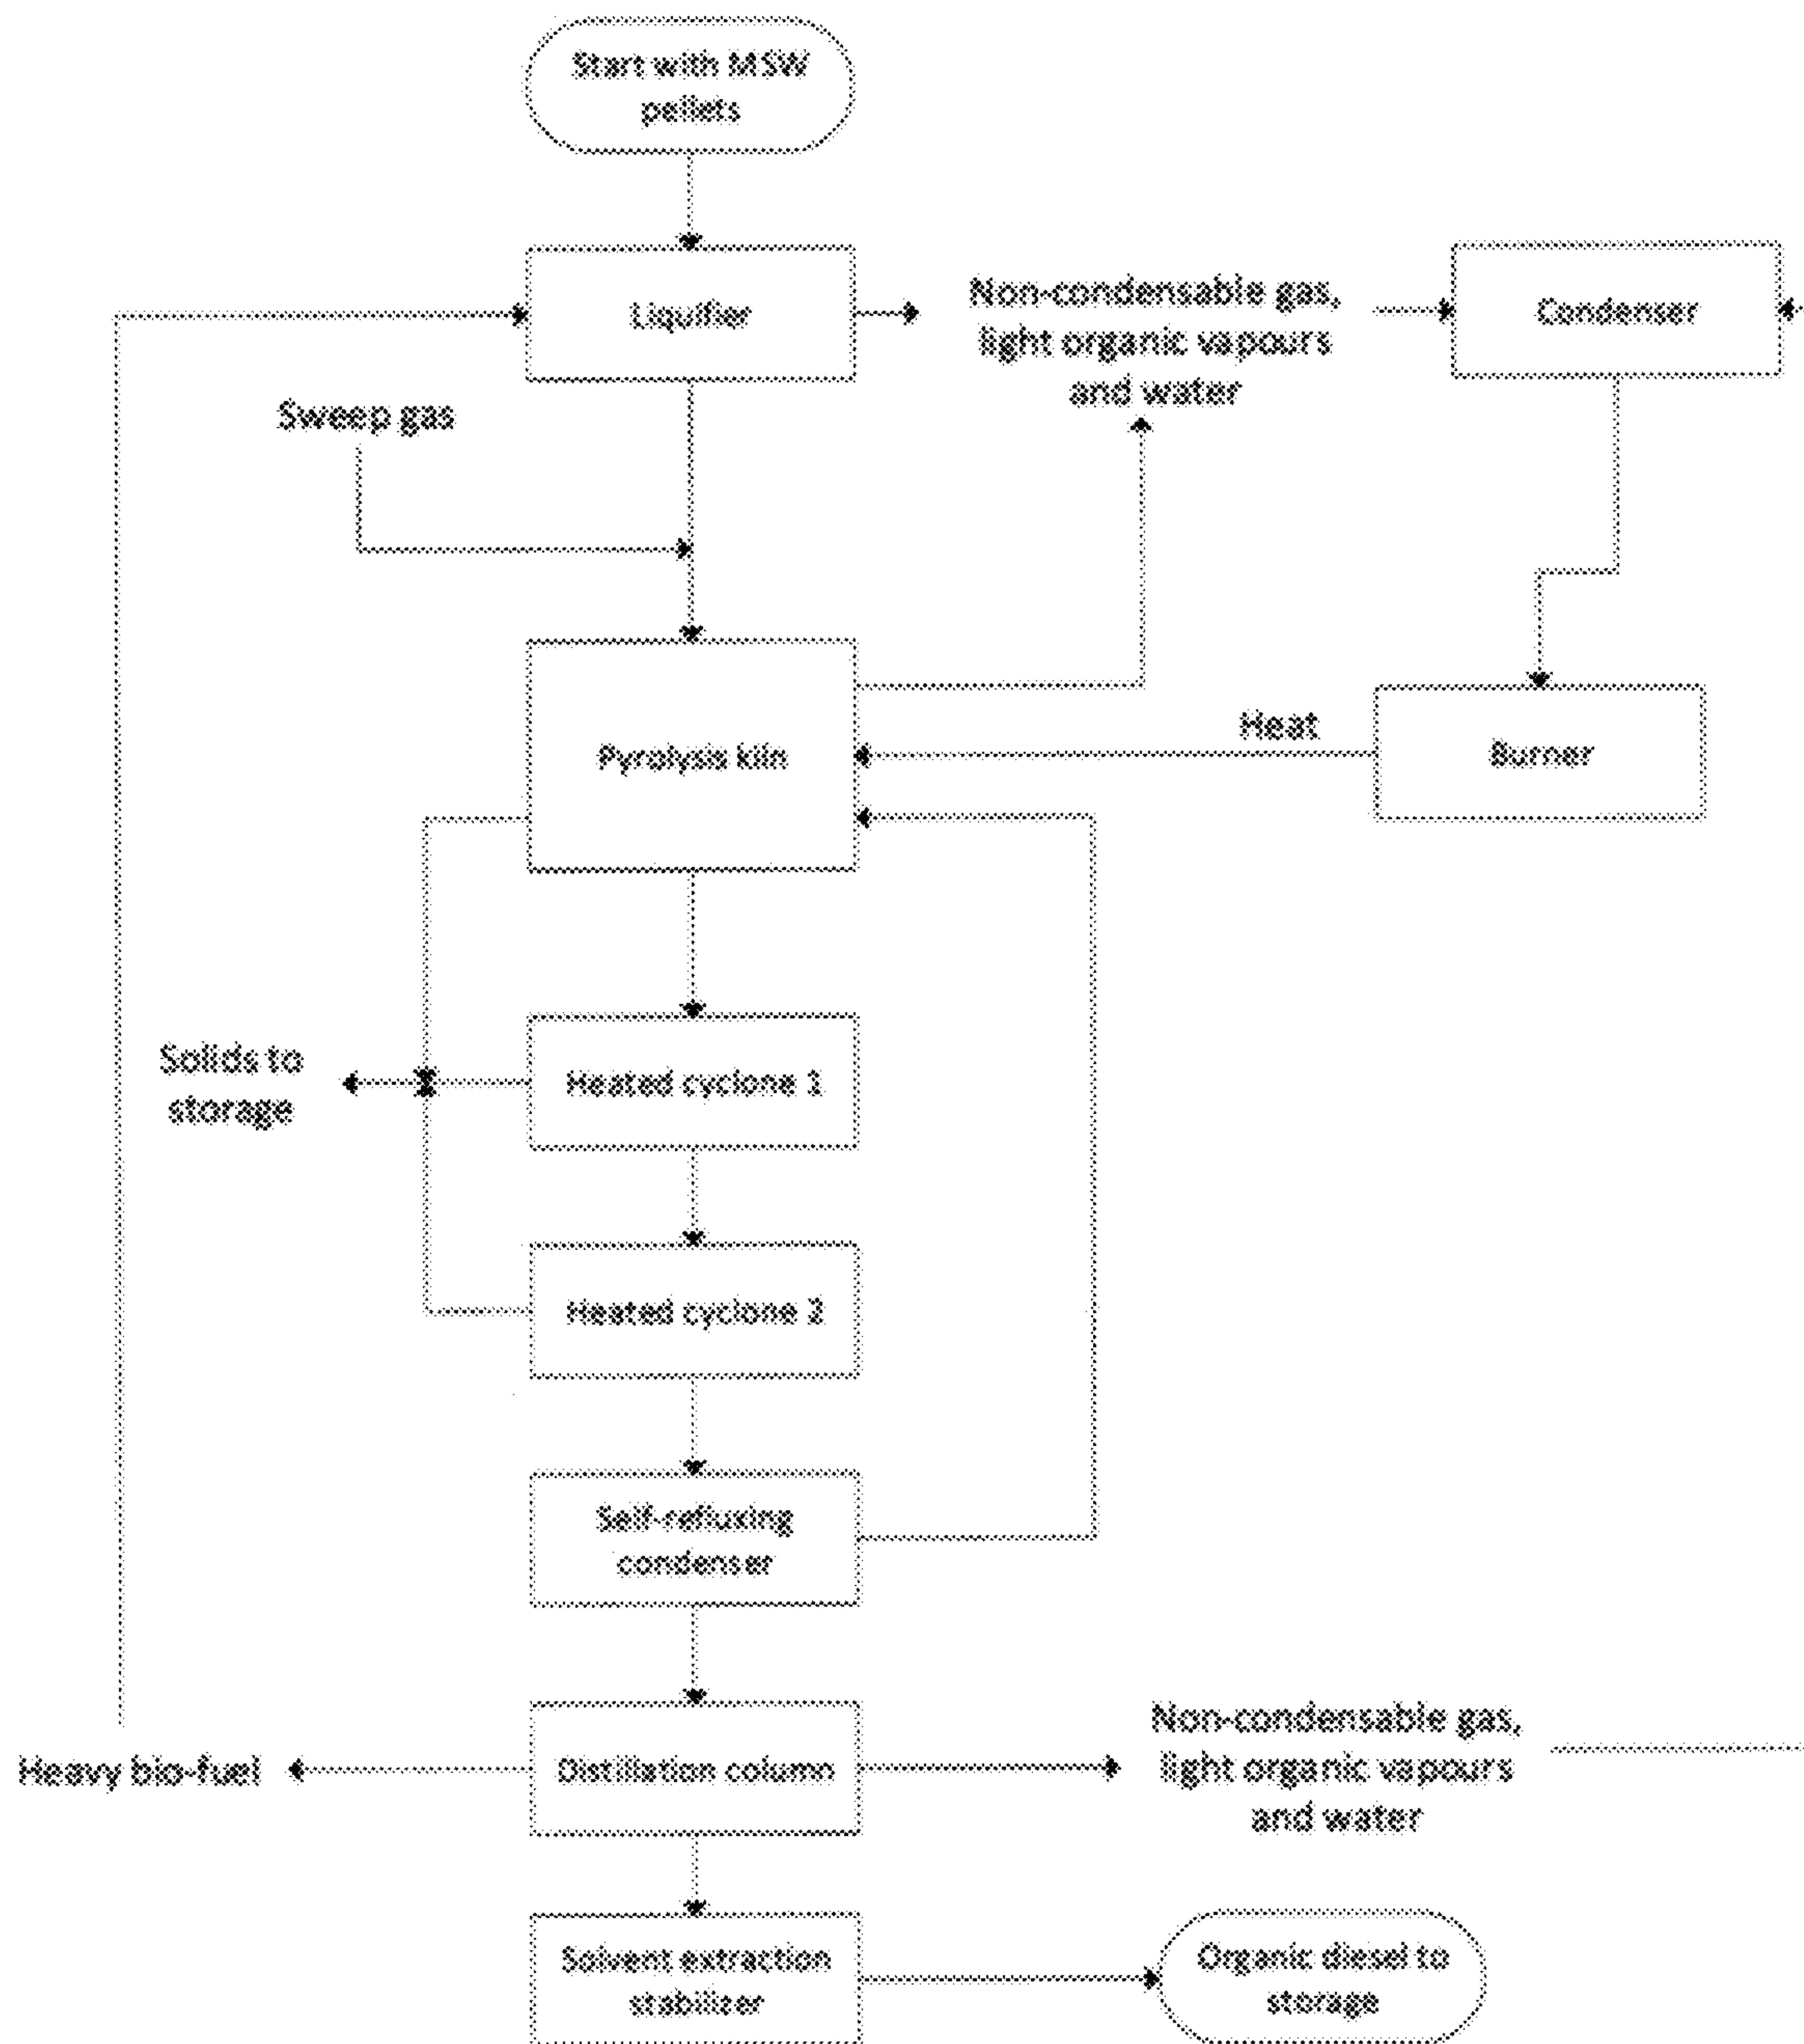 Start with MSW
pellets
Liquifier
Non-condensable gas,
light organic vapours
and water
Condenser
Sweep gas
Pyrolysis kiln
Heat
Burner
Solids to
storage
Heated cyclone 1
Heated cyclone 2
Self-refluxing
condenser
Heavy bio-fuel
Distillation column
Non-condensable gas,
light organic vapours
and water
Solvent extraction
stabilizer
Organic diesel to
storage